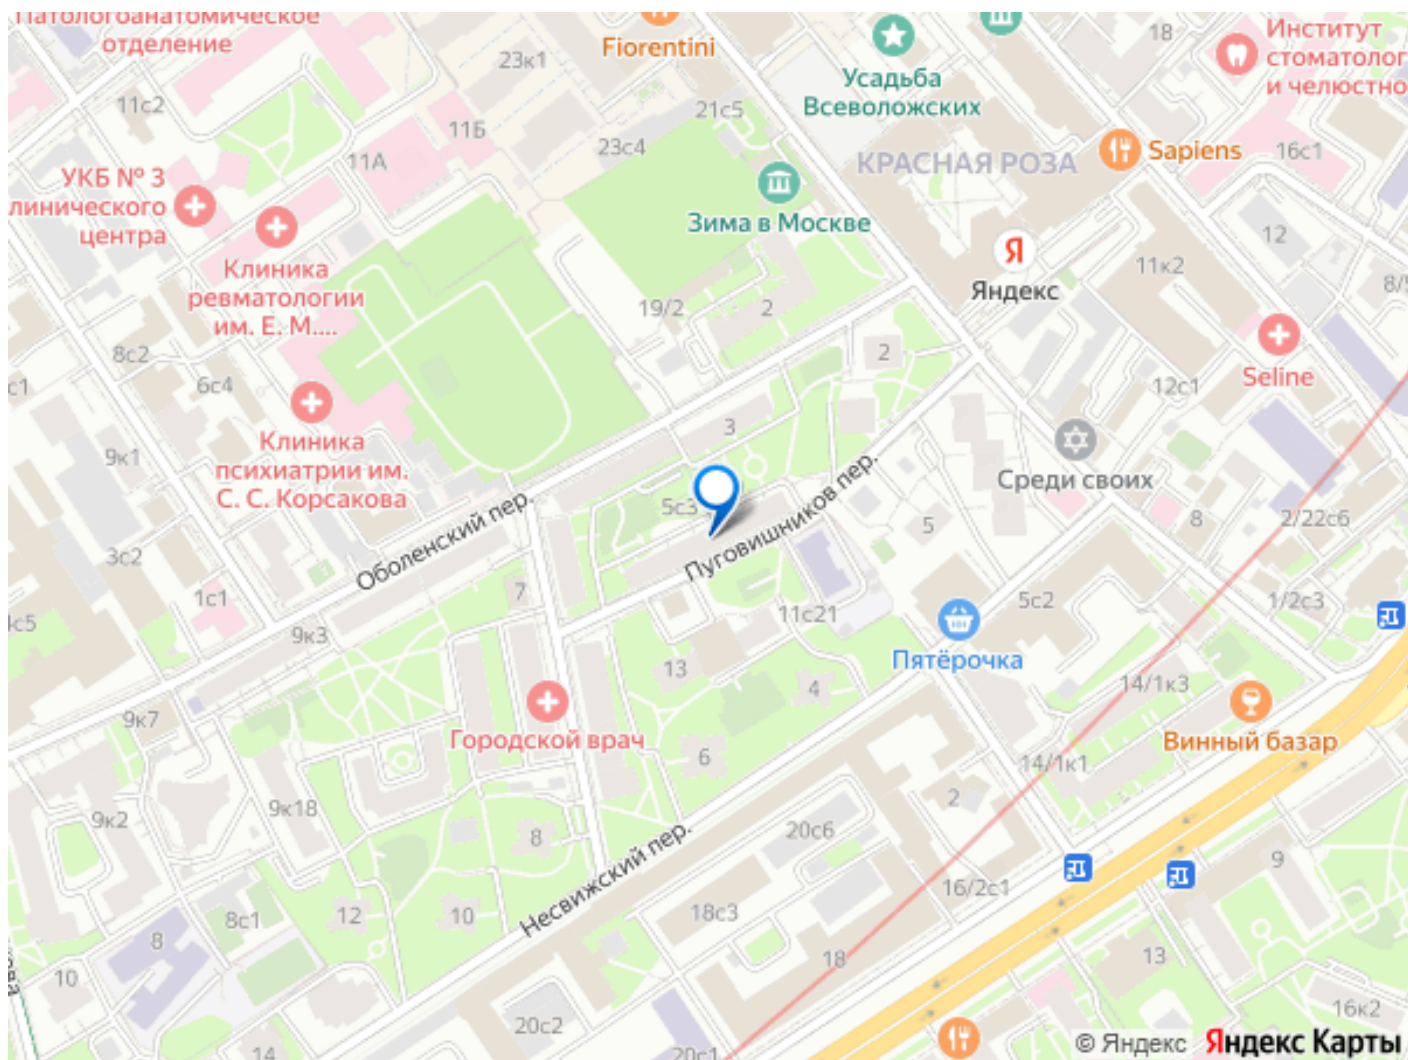 Патологоанатомическое
отделение
Fiorentini
23к1
18
Институт
стоматолог
и челюстно
Усадьба
Всеволожских
11с2
21с5
11Б
23с4
11А
КРАСНАЯ РОЗА
Sapiens
16с1
УКБ № 3
линического
центра
Зима в Москве
12
Яндекс
11к2
8/5
Клиника
ревматологии
им. Е. М....
19/2
2
8с2
2
Seline
с1
6с4
12с1
Клиника
психиатрии им.
С. С. Корсакова
3
9к1
Среди своих
5с3
Оболенский пер.
Пуговишников пер.
5
8
2/22с6
3с2
1с1
7
11с21
5с2
1/2с3
с5
9к3
Пятёрочка
13
4
14/1к3
9к7
Городской врач
6
Винный базар
14/1к1
9к2
9к18
8
20с6
2
Несвижский пер.
16/2с1
9
8с1
12
10
18с3
8
18
13
10
20с2
16к2
14
20с1
© Яндекс Яндекс Карты